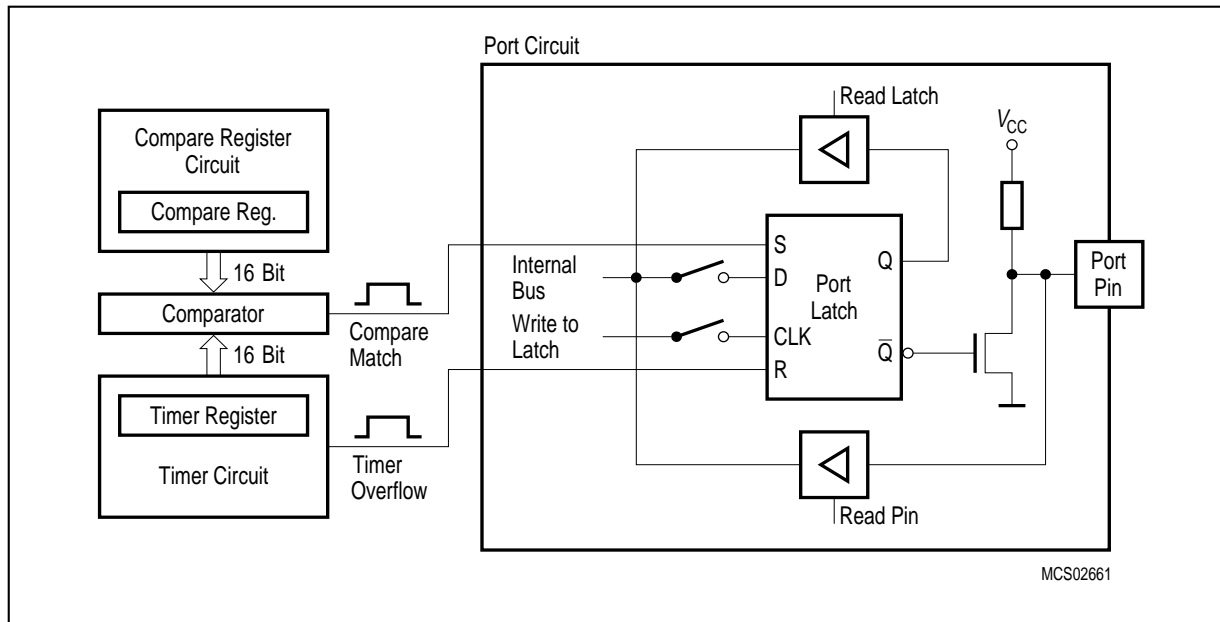 Port Circuit
Read Latch
V CC
Compare Register
Circuit
Compare Reg.
16 Bit
Comparator
16 Bit
Timer Register
Timer Circuit
Compare
Match
Timer
Overflow
Internal
Bus
Write to
Latch
S
D
CLK
R
Port
Latch
Q
Q̅
Port
Pin
Read Pin
MCS02661